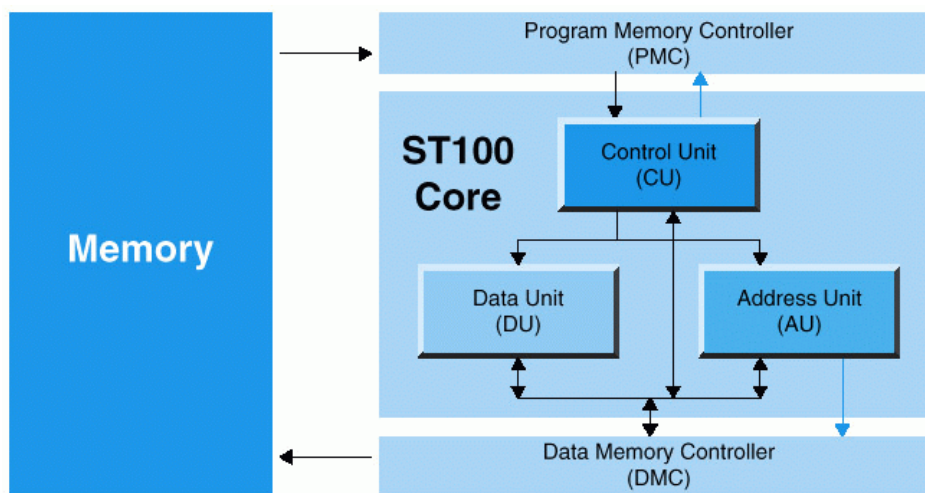 Program Memory Controller
(PMC)
ST100
Core
Control Unit
(CU)
Memory
Data Unit
(DU)
Address Unit
(AU)
Data Memory Controller
(DMC)